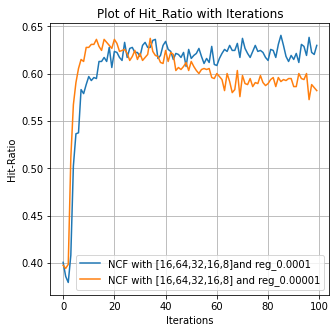 Plot of Hit_Ratio with Iterations
0.65
0.60
0.55
0.50
0.45
0.40
Hit-Ratio
NCF with [16,64,32,16,8]and reg_0.0001
NCF with [16,64,32,16,8] and reg_0.00001
0 20 40 60 80 100
Iterations